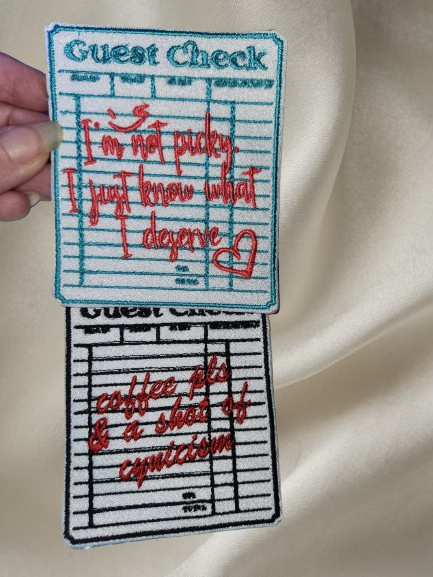 Guest Check
I'm not picky.
I just know what
I deserve
Guest Check
coffee pls
& a shot of
cynicism